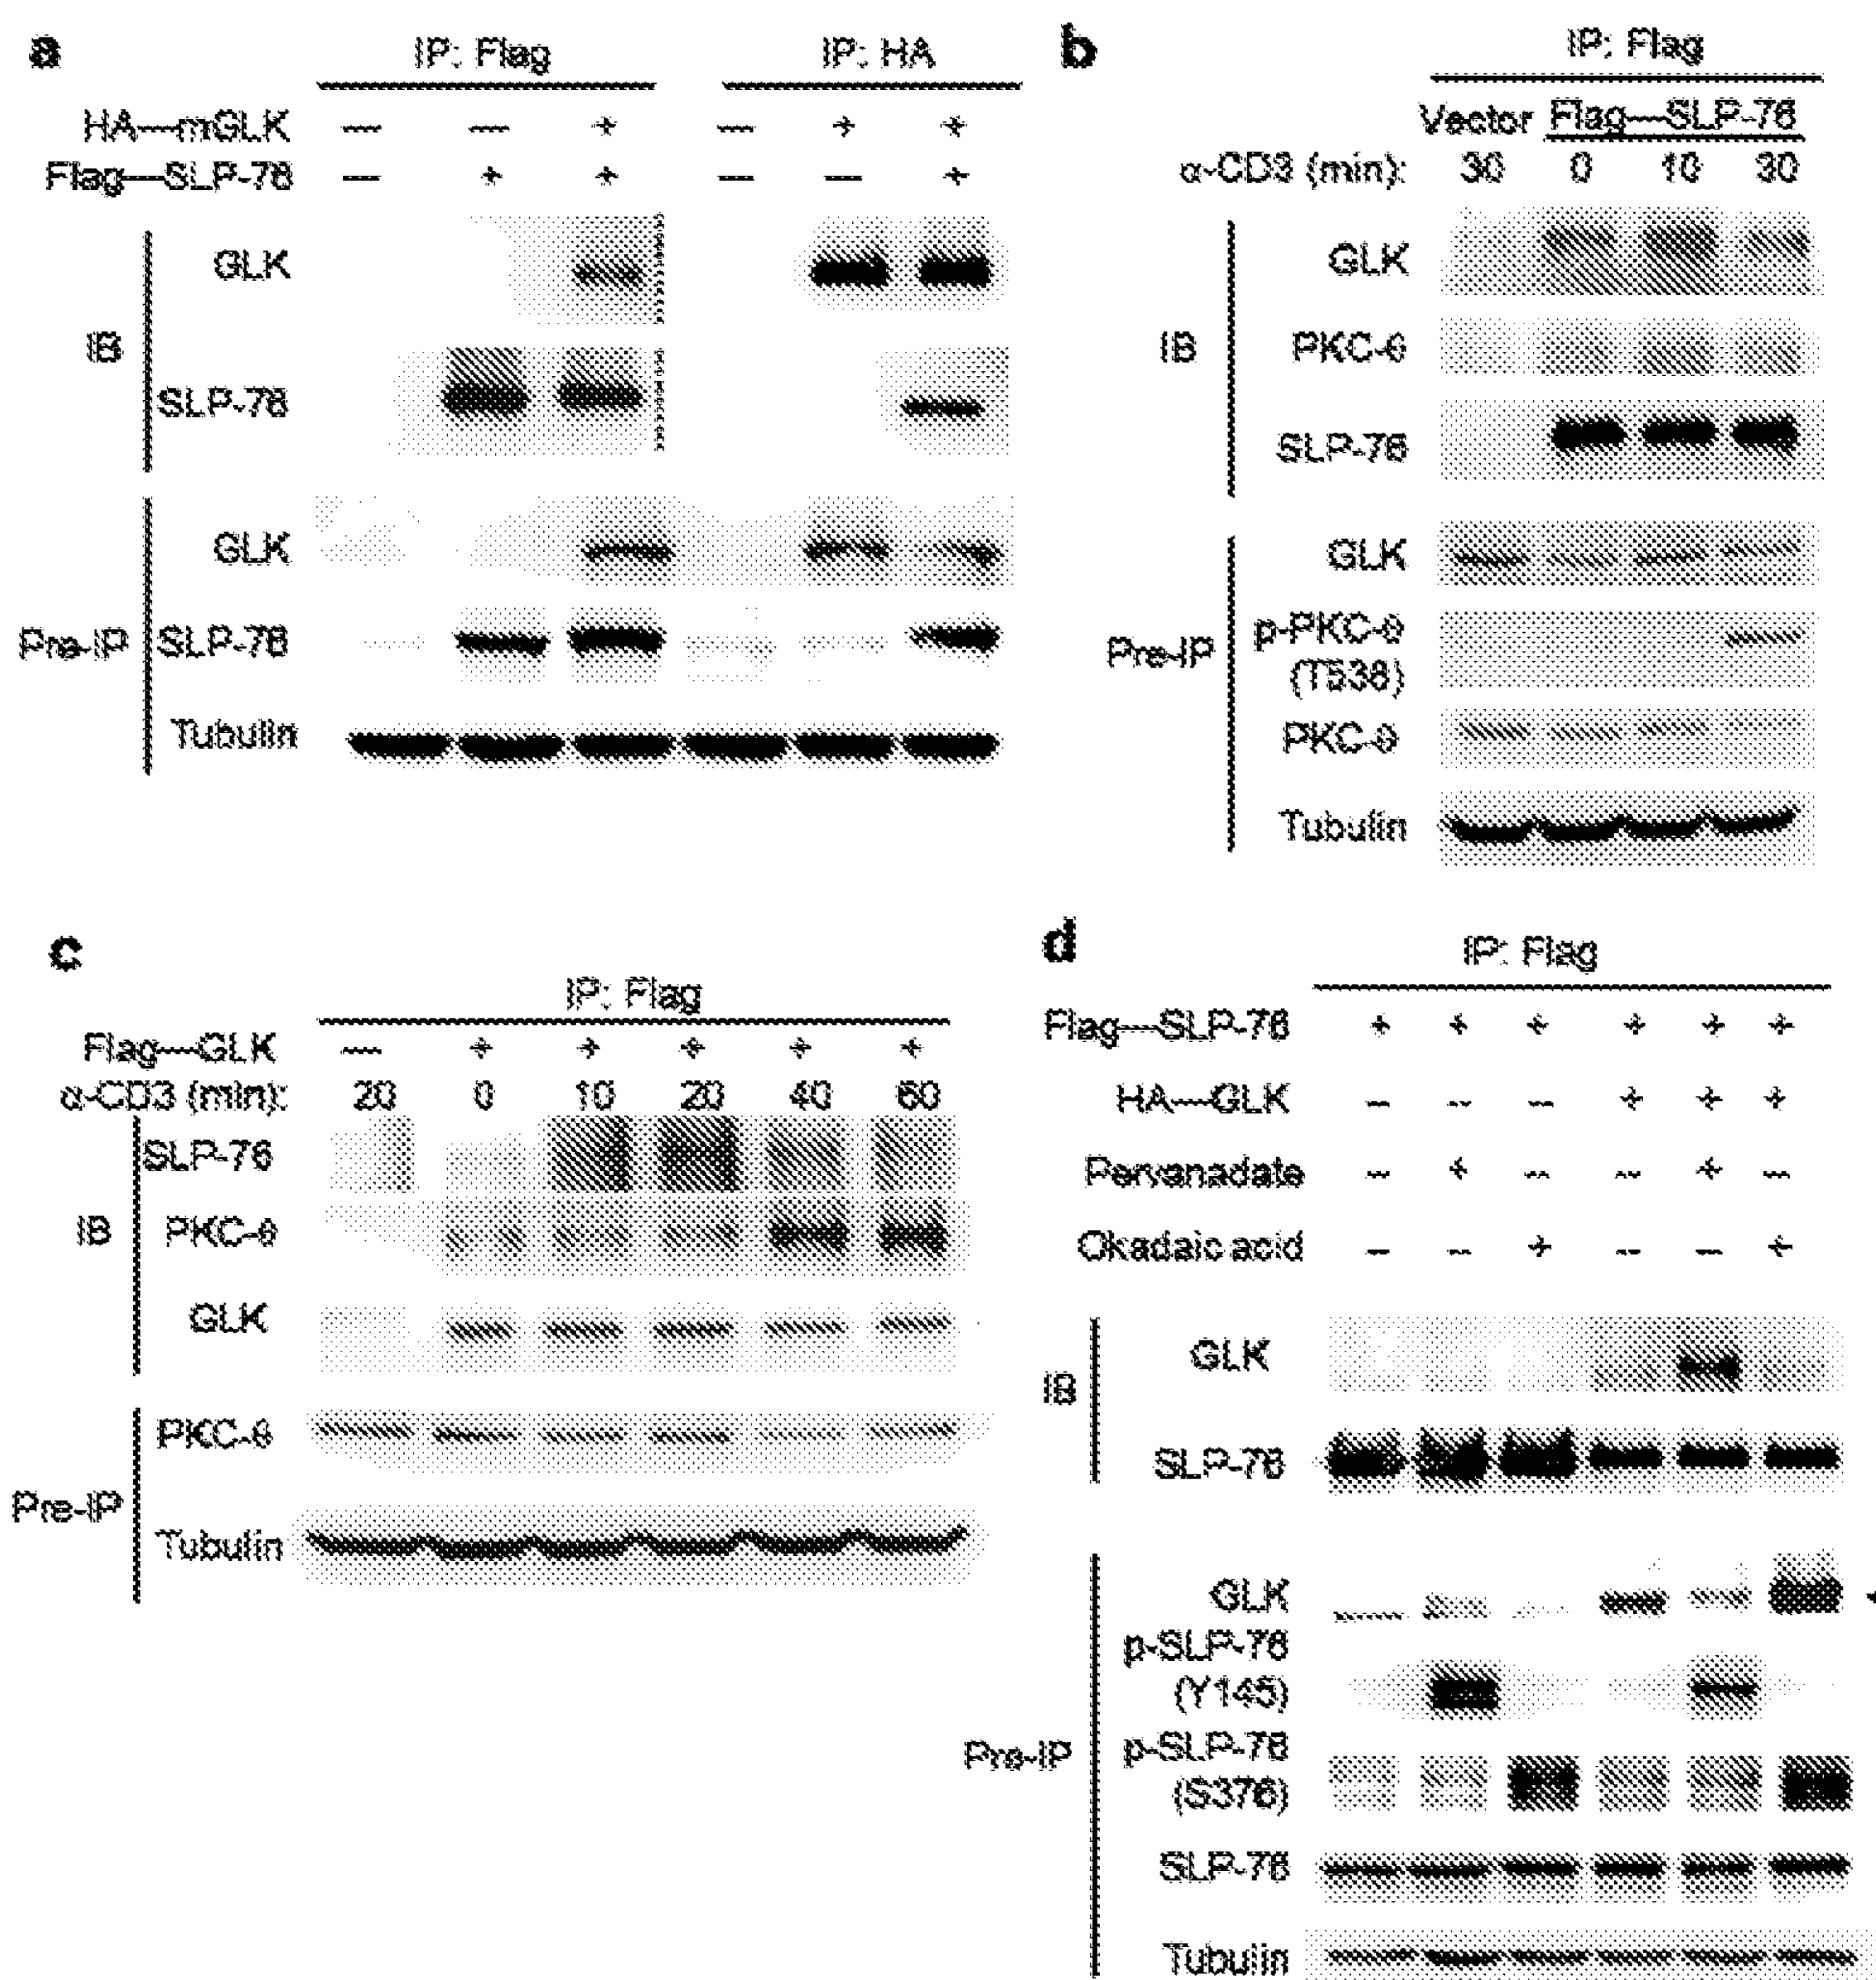 a
IP: Flag IP: HA
HA—mGLK — — + — + +
Flag—SLP-76 — + + — — +
IB
GLK
SLP-76
Pre-IP
GLK
SLP-76
Tubulin
b
IP: Flag
Vector Flag—SLP-76
α-CD3 (min): 30 0 10 30
IB
GLK
PKC-θ
SLP-76
Pre-IP
GLK
p-PKC-θ
(T538)
PKC-θ
Tubulin
c
IP: Flag
Flag—GLK — + + + + +
α-CD3 (min): 20 0 10 20 40 60
IB
SLP-76
PKC-θ
GLK
Pre-IP
PKC-θ
Tubulin
d
IP: Flag
Flag—SLP-76 + + + + + +
HA—GLK – – – + + +
Pervanadate – + – – + –
Okadaic acid – – + – – +
IB
GLK
SLP-76
Pre-IP
GLK
p-SLP-76
(Y145)
p-SLP-76
(S376)
SLP-76
Tubulin